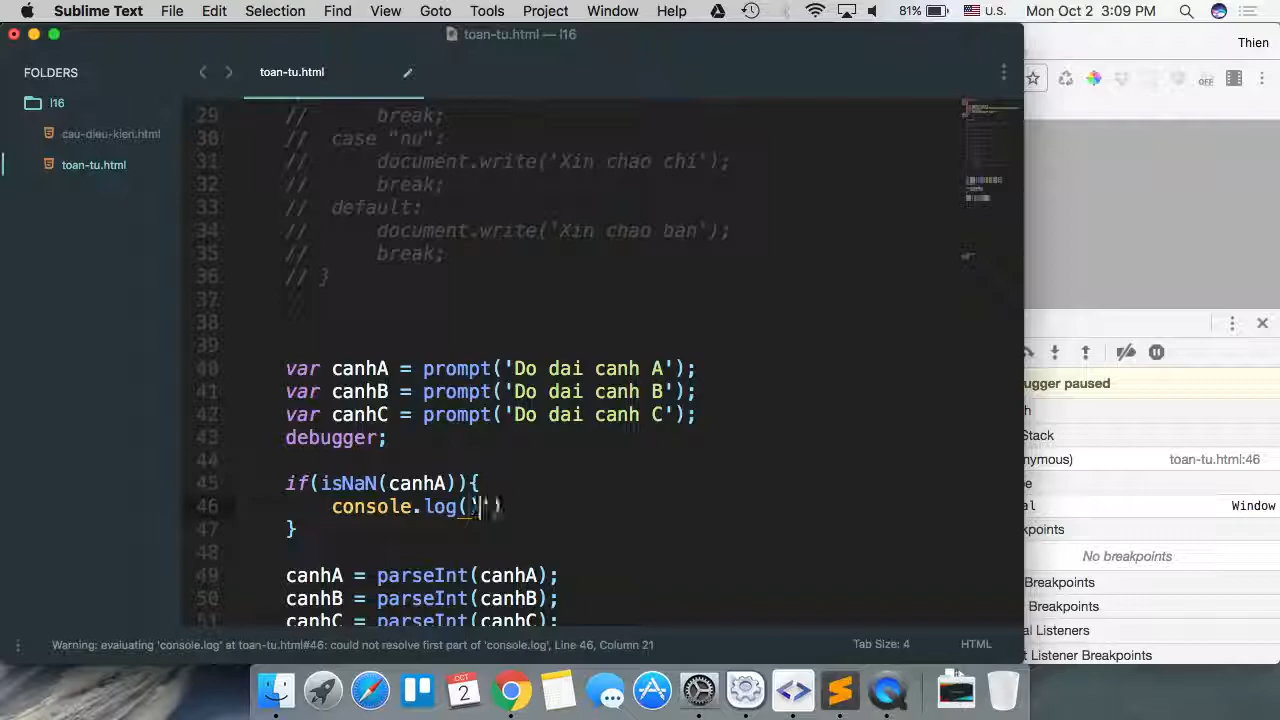 Sublime Text File Edit Selection Find View Goto Tools Project Window Help 81% U.S. Mon Oct 2 3:09 PM
toan-tu.html — l16
Thien
FOLDERS
l16
cau-dieu-kien.html
toan-tu.html
toan-tu.html
OFF
29 // break;
30 // case "nu":
31 // document.write('Xin chao chi');
32 // break;
33 // default:
34 // document.write('Xin chao ban');
35 // break;
36 // }
37 //
38
39
40 var canhA = prompt('Do dai canh A');
41 var canhB = prompt('Do dai canh B');
42 var canhC = prompt('Do dai canh C');
43 debugger;
44
45 if(isNaN(canhA)){
46 console.log('')
47 }
48
49 canhA = parseInt(canhA);
50 canhB = parseInt(canhB);
51 canhC = parseInt(canhC);
ugger paused
h
Stack
nymous) toan-tu.html:46
e
al Window
kpoints
No breakpoints
Breakpoints
Breakpoints
al Listeners
t Listener Breakpoints
Warning: evaluating 'console.log' at toan-tu.html#46: could not resolve first part of 'console.log', Line 46, Column 21
Tab Size: 4 HTML
OCT
2